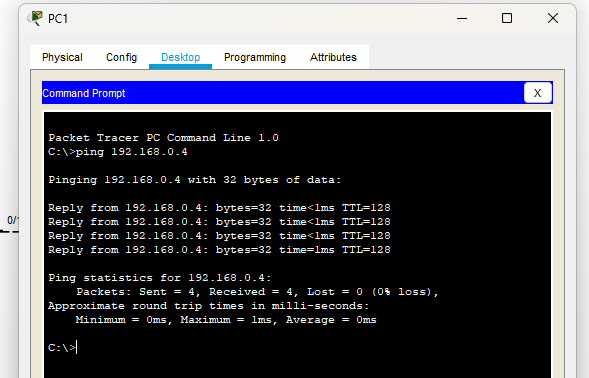 PC1
Physical Config Desktop Programming Attributes
Command Prompt
X
Packet Tracer PC Command Line 1.0
C:\>ping 192.168.0.4
Pinging 192.168.0.4 with 32 bytes of data:
Reply from 192.168.0.4: bytes=32 time<1ms TTL=128
Reply from 192.168.0.4: bytes=32 time<1ms TTL=128
Reply from 192.168.0.4: bytes=32 time<1ms TTL=128
Reply from 192.168.0.4: bytes=32 time=1ms TTL=128
Ping statistics for 192.168.0.4:
Packets: Sent = 4, Received = 4, Lost = 0 (0% loss),
Approximate round trip times in milli-seconds:
Minimum = 0ms, Maximum = 1ms, Average = 0ms
C:\>